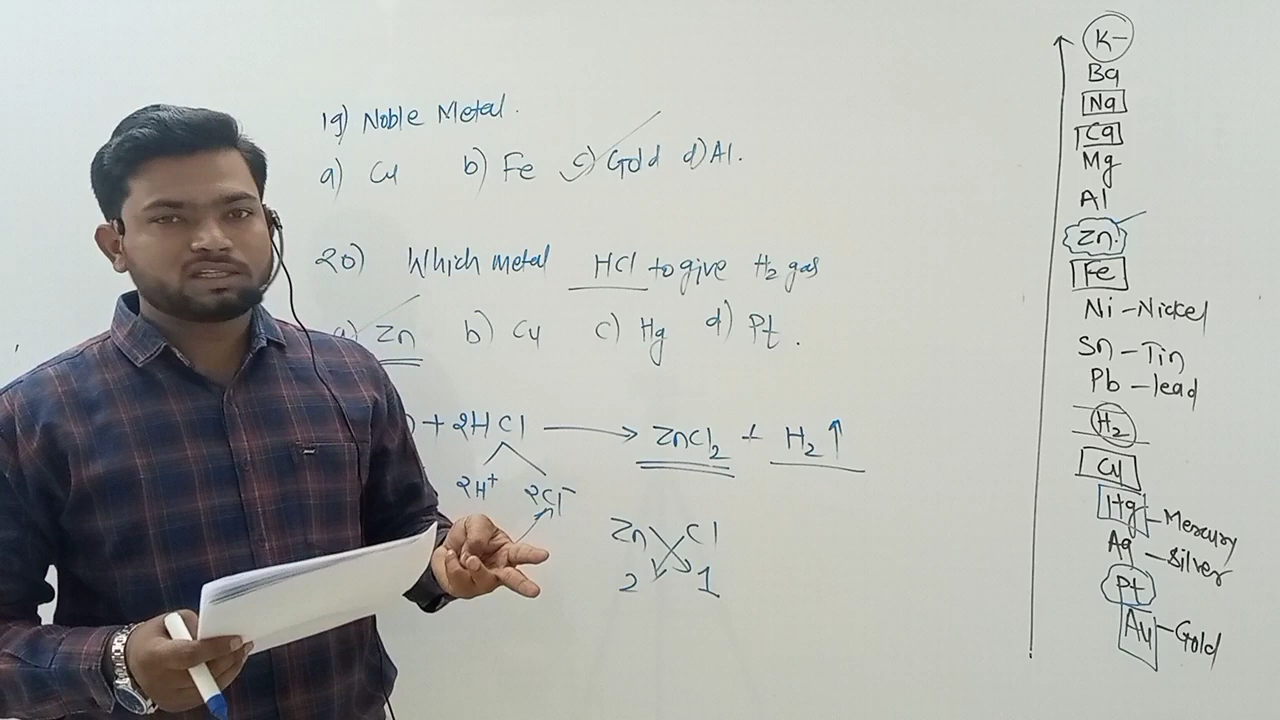 19) Noble Metal.
a) Cu b) Fe c) Gold d) Al.
20) Which metal HCl to give H₂ gas
a) Zn b) Cu c) Hg d) Pt.
+ 2HCl ⟶ ZnCl₂ + H₂ ↑
2H⁺ 2Cl⁻
Zn Cl
2 1
K
Ba
Na
Ca
Mg
Al
Zn.
Fe
Ni - Nickel
Sn - Tin
Pb - lead
H₂
Cu
Hg - Mercury
Ag - Silver
Pt
Au - Gold